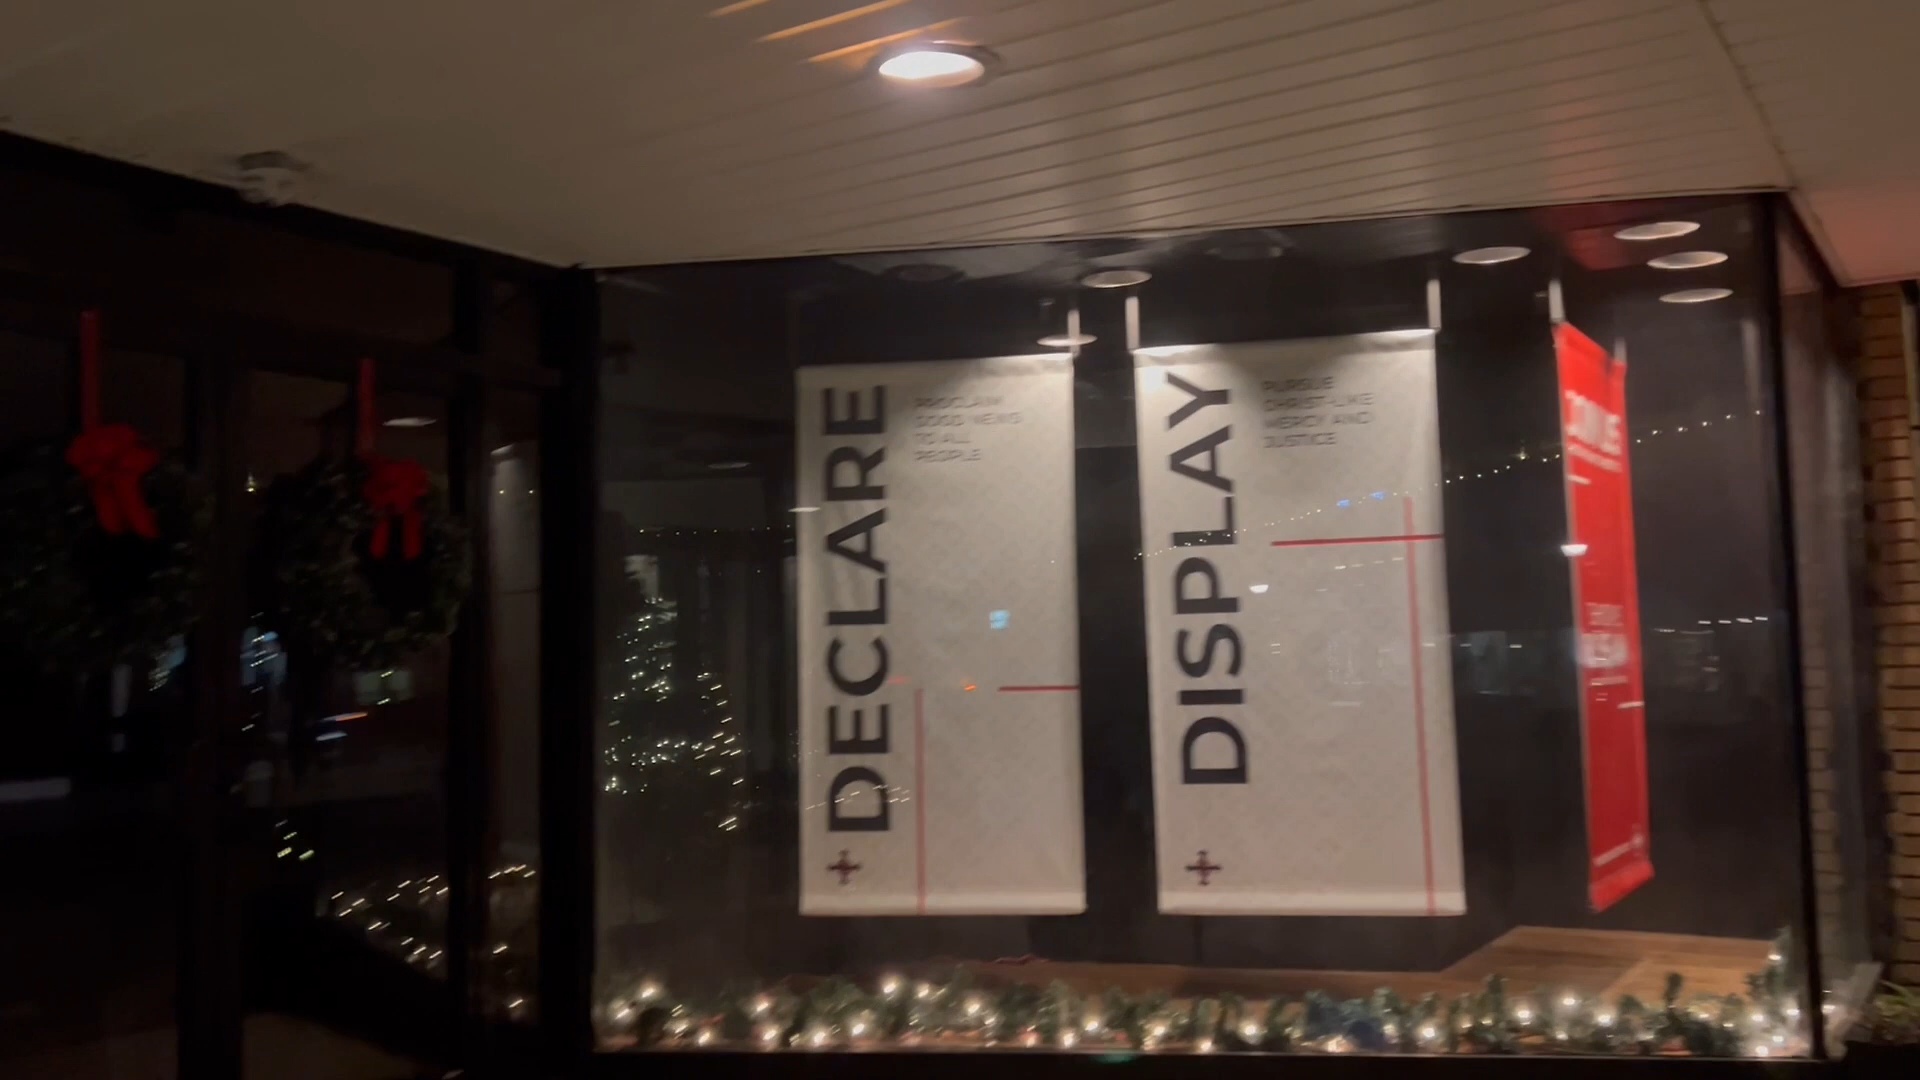 DECLARE
PROCLAIM
GOOD NEWS
TO ALL
PEOPLE
DISPLAY
PURSUE
CHRIST-LIKE
MERCY AND
JUSTICE